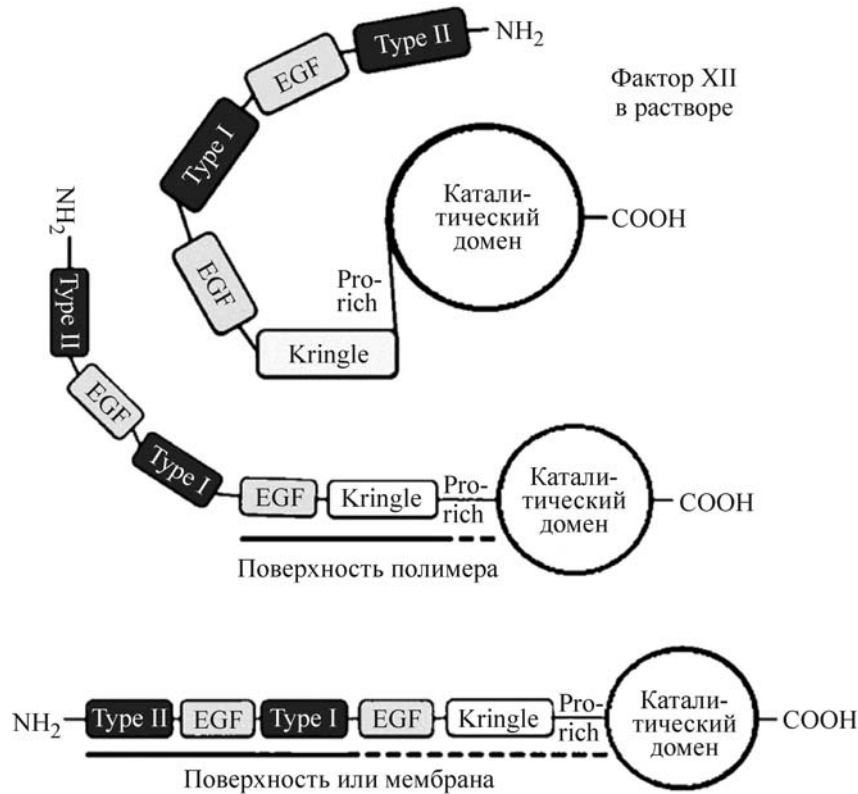 Type II
NH2
EGF
Фактор XII
в растворе
Type I
Катали-
тический
домен
COOH
NH2
EGF
Pro-
rich
Type II
Kringle
EGF
Type I
EGF
Kringle
Pro-
rich
Катали-
тический
домен
COOH
Поверхность полимера
NH2
Type II
EGF
Type I
EGF
Kringle
Pro-
rich
Катали-
тический
домен
COOH
Поверхность или мембрана